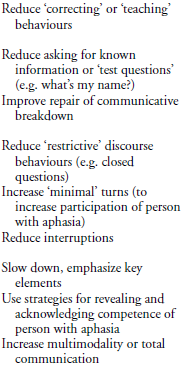 Reduce ‘correcting’ or ‘teaching’
behaviours
Reduce asking for known
information or ‘test questions’
(e.g. what’s my name?)
Improve repair of communicative
breakdown
Reduce ‘restrictive’ discourse
behaviours (e.g. closed
questions)
Increase ‘minimal’ turns (to
increase participation of person
with aphasia)
Reduce interruptions
Slow down, emphasize key
elements
Use strategies for revealing and
acknowledging competence of
person with aphasia
Increase multimodality or total
communication